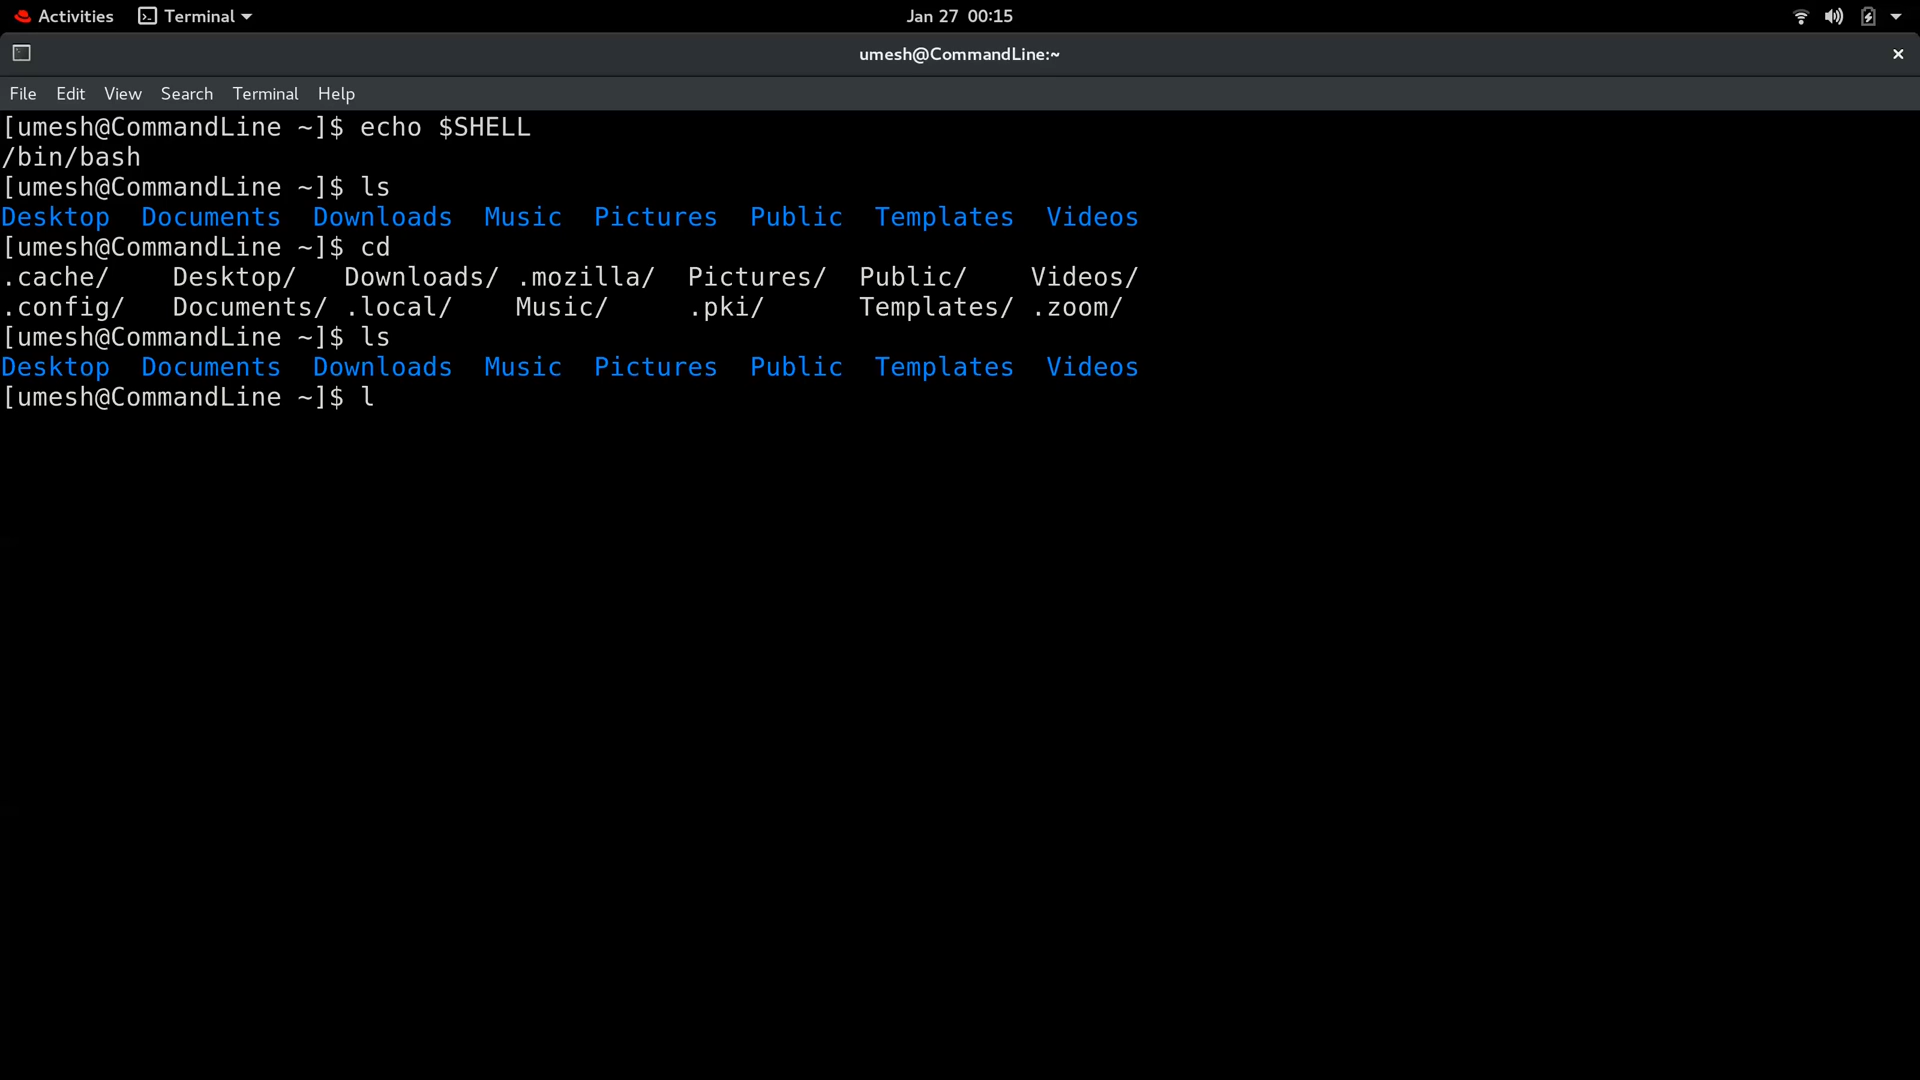 Activities Terminal Jan 27 00:15
umesh@CommandLine:~
File Edit View Search Terminal Help
[umesh@CommandLine ~]$ echo $SHELL
/bin/bash
[umesh@CommandLine ~]$ ls
Desktop Documents Downloads Music Pictures Public Templates Videos
[umesh@CommandLine ~]$ cd
.cache/ Desktop/ Downloads/ .mozilla/ Pictures/ Public/ Videos/
.config/ Documents/ .local/ Music/ .pki/ Templates/ .zoom/
[umesh@CommandLine ~]$ ls
Desktop Documents Downloads Music Pictures Public Templates Videos
[umesh@CommandLine ~]$ l